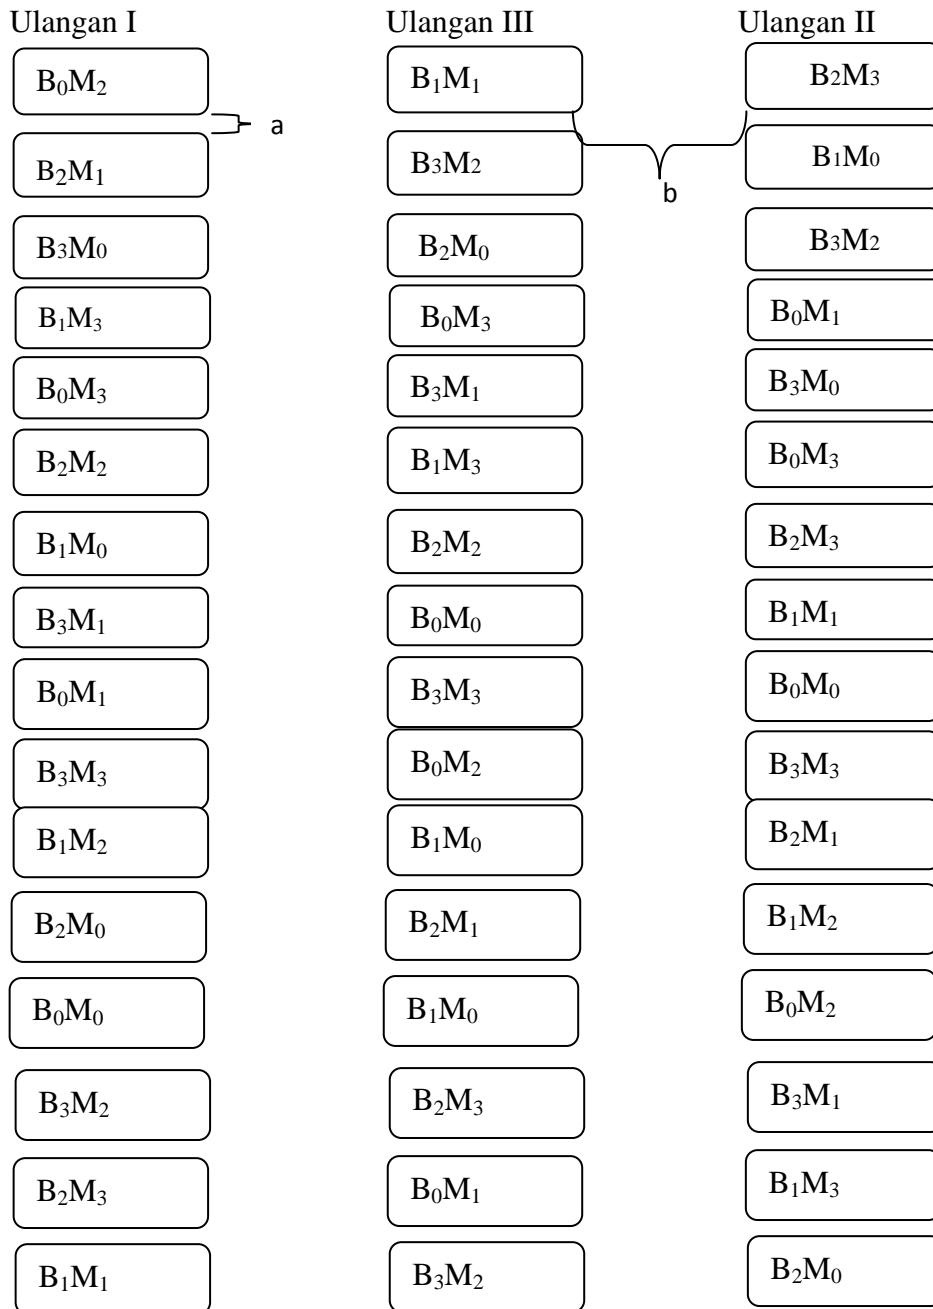 Ulangan I Ulangan III Ulangan II
B₀M₂ B₁M₁ B₂M₃
a
B₂M₁ B₃M₂ B₁M₀
b
B₃M₀ B₂M₀ B₃M₂
B₁M₃ B₀M₃ B₀M₁
B₀M₃ B₃M₁ B₃M₀
B₂M₂ B₁M₃ B₀M₃
B₁M₀ B₂M₂ B₂M₃
B₃M₁ B₀M₀ B₁M₁
B₀M₁ B₃M₃ B₀M₀
B₃M₃ B₀M₂ B₃M₃
B₁M₂ B₁M₀ B₂M₁
B₂M₀ B₂M₁ B₁M₂
B₀M₀ B₁M₀ B₀M₂
B₃M₂ B₂M₃ B₃M₁
B₂M₃ B₀M₁ B₁M₃
B₁M₁ B₃M₂ B₂M₀